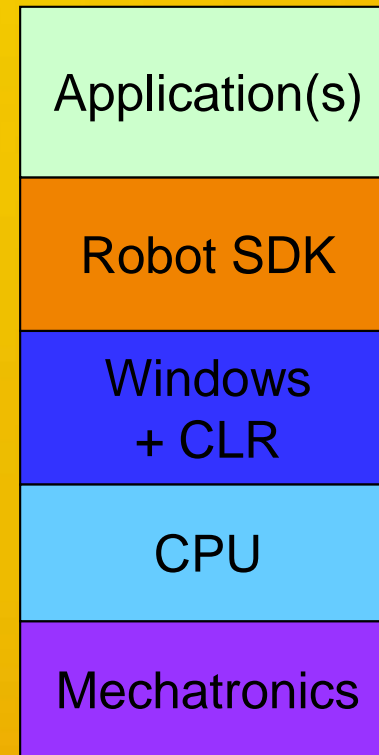 Application(s)
Robot SDK
Windows
+ CLR
CPU
Mechatronics